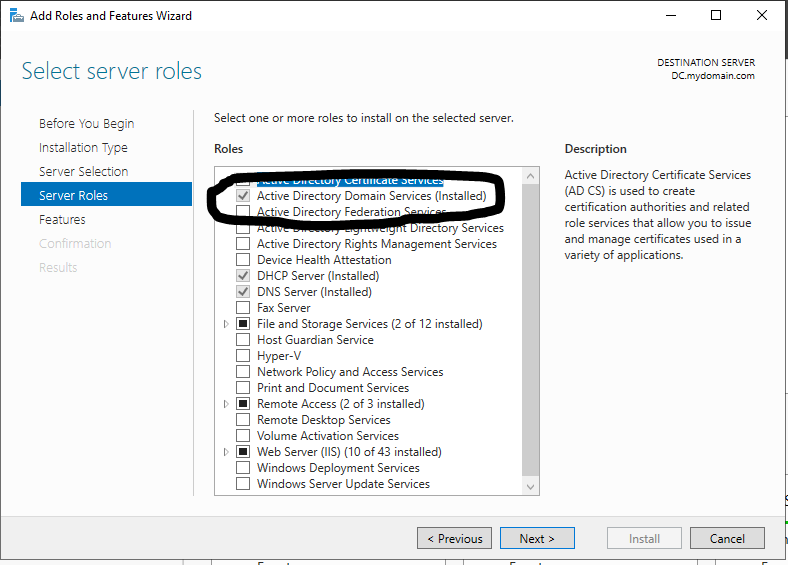 Add Roles and Features Wizard
Select server roles
DESTINATION SERVER
DC.mydomain.com
Before You Begin
Installation Type
Server Selection
Server Roles
Features
Confirmation
Results
Select one or more roles to install on the selected server.
Roles
Active Directory Certificate Services
Active Directory Domain Services (Installed)
Active Directory Federation Services
Active Directory Lightweight Directory Services
Active Directory Rights Management Services
Device Health Attestation
DHCP Server (Installed)
DNS Server (Installed)
Fax Server
File and Storage Services (2 of 12 installed)
Host Guardian Service
Hyper-V
Network Policy and Access Services
Print and Document Services
Remote Access (2 of 3 installed)
Remote Desktop Services
Volume Activation Services
Web Server (IIS) (10 of 43 installed)
Windows Deployment Services
Windows Server Update Services
Description
Active Directory Certificate Services
(AD CS) is used to create
certification authorities and related
role services that allow you to issue
and manage certificates used in a
variety of applications.
< Previous
Next >
Install
Cancel